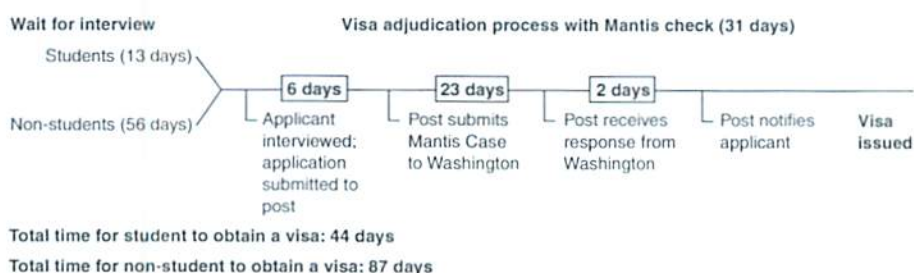 Wait for interview
Visa adjudication process with Mantis check (31 days)
Students (13 days)
Non-students (56 days)
6 days
23 days
2 days
Applicant
interviewed;
application
submitted to
post
Post submits
Mantis Case
to Washington
Post receives
response from
Washington
Post notifies
applicant
Visa
issued
Total time for student to obtain a visa: 44 days
Total time for non-student to obtain a visa: 87 days